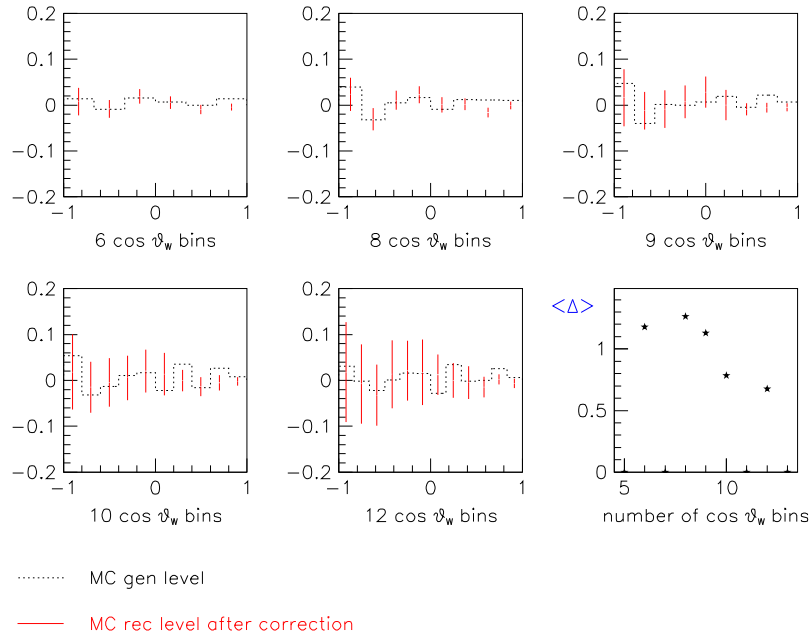 0.2 0.2 0.2
0.1 0.1 0.1
0 0 0
−0.1 −0.1 −0.1
−0.2 −0.2 −0.2
−1 0 1 −1 0 1 −1 0 1
6 cos ϑw bins 8 cos ϑw bins 9 cos ϑw bins
0.2 0.2 <Δ>
0.1 0.1 1
0 0
−0.1 −0.1 0.5
−0.2 −0.2 0
−1 0 1 −1 0 1 5 10
10 cos ϑw bins 12 cos ϑw bins number of cos ϑw bins
MC gen level
MC rec level after correction